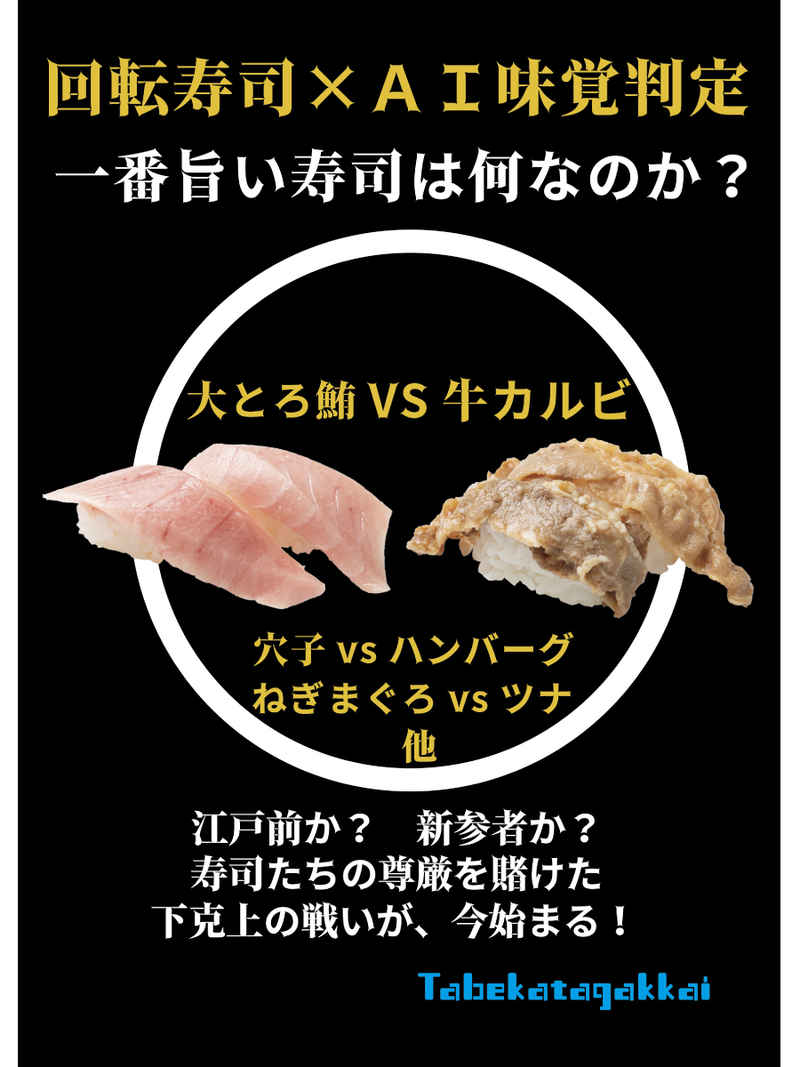 回転寿司×ＡＩ味覚判定
一番旨い寿司は何なのか？
大とろ鮪 VS 牛カルビ
穴子 vs ハンバーグ
ねぎまぐろ vs ツナ
他
江戸前か？　新参者か？
寿司たちの尊厳を賭けた
下克上の戦いが、今始まる！
Tabekatagakkai